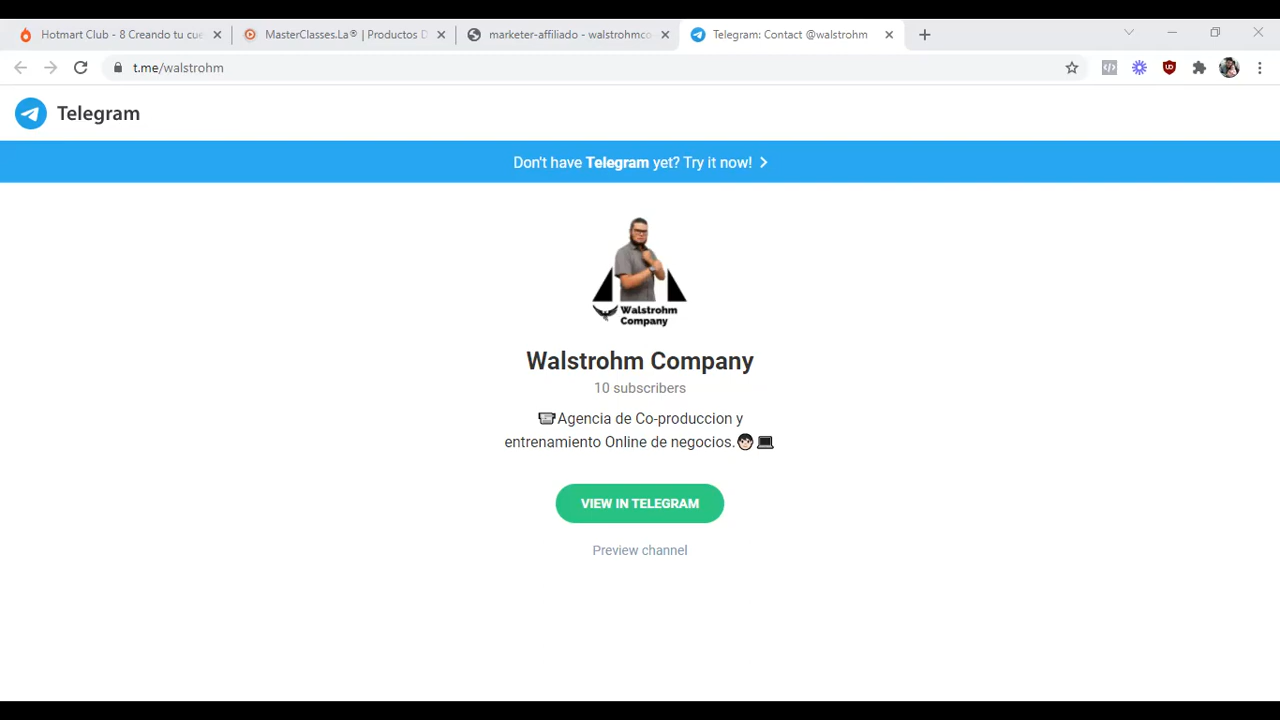 Hotmart Club - 8 Creando tu cue
MasterClasses.La® | Productos D
marketer-affiliado - walstrohmco
Telegram: Contact @walstrohm
t.me/walstrohm
Telegram
Don't have Telegram yet? Try it now!
Walstrohm
Company
Walstrohm Company
10 subscribers
Agencia de Co-produccion y
entrenamiento Online de negocios.
VIEW IN TELEGRAM
Preview channel